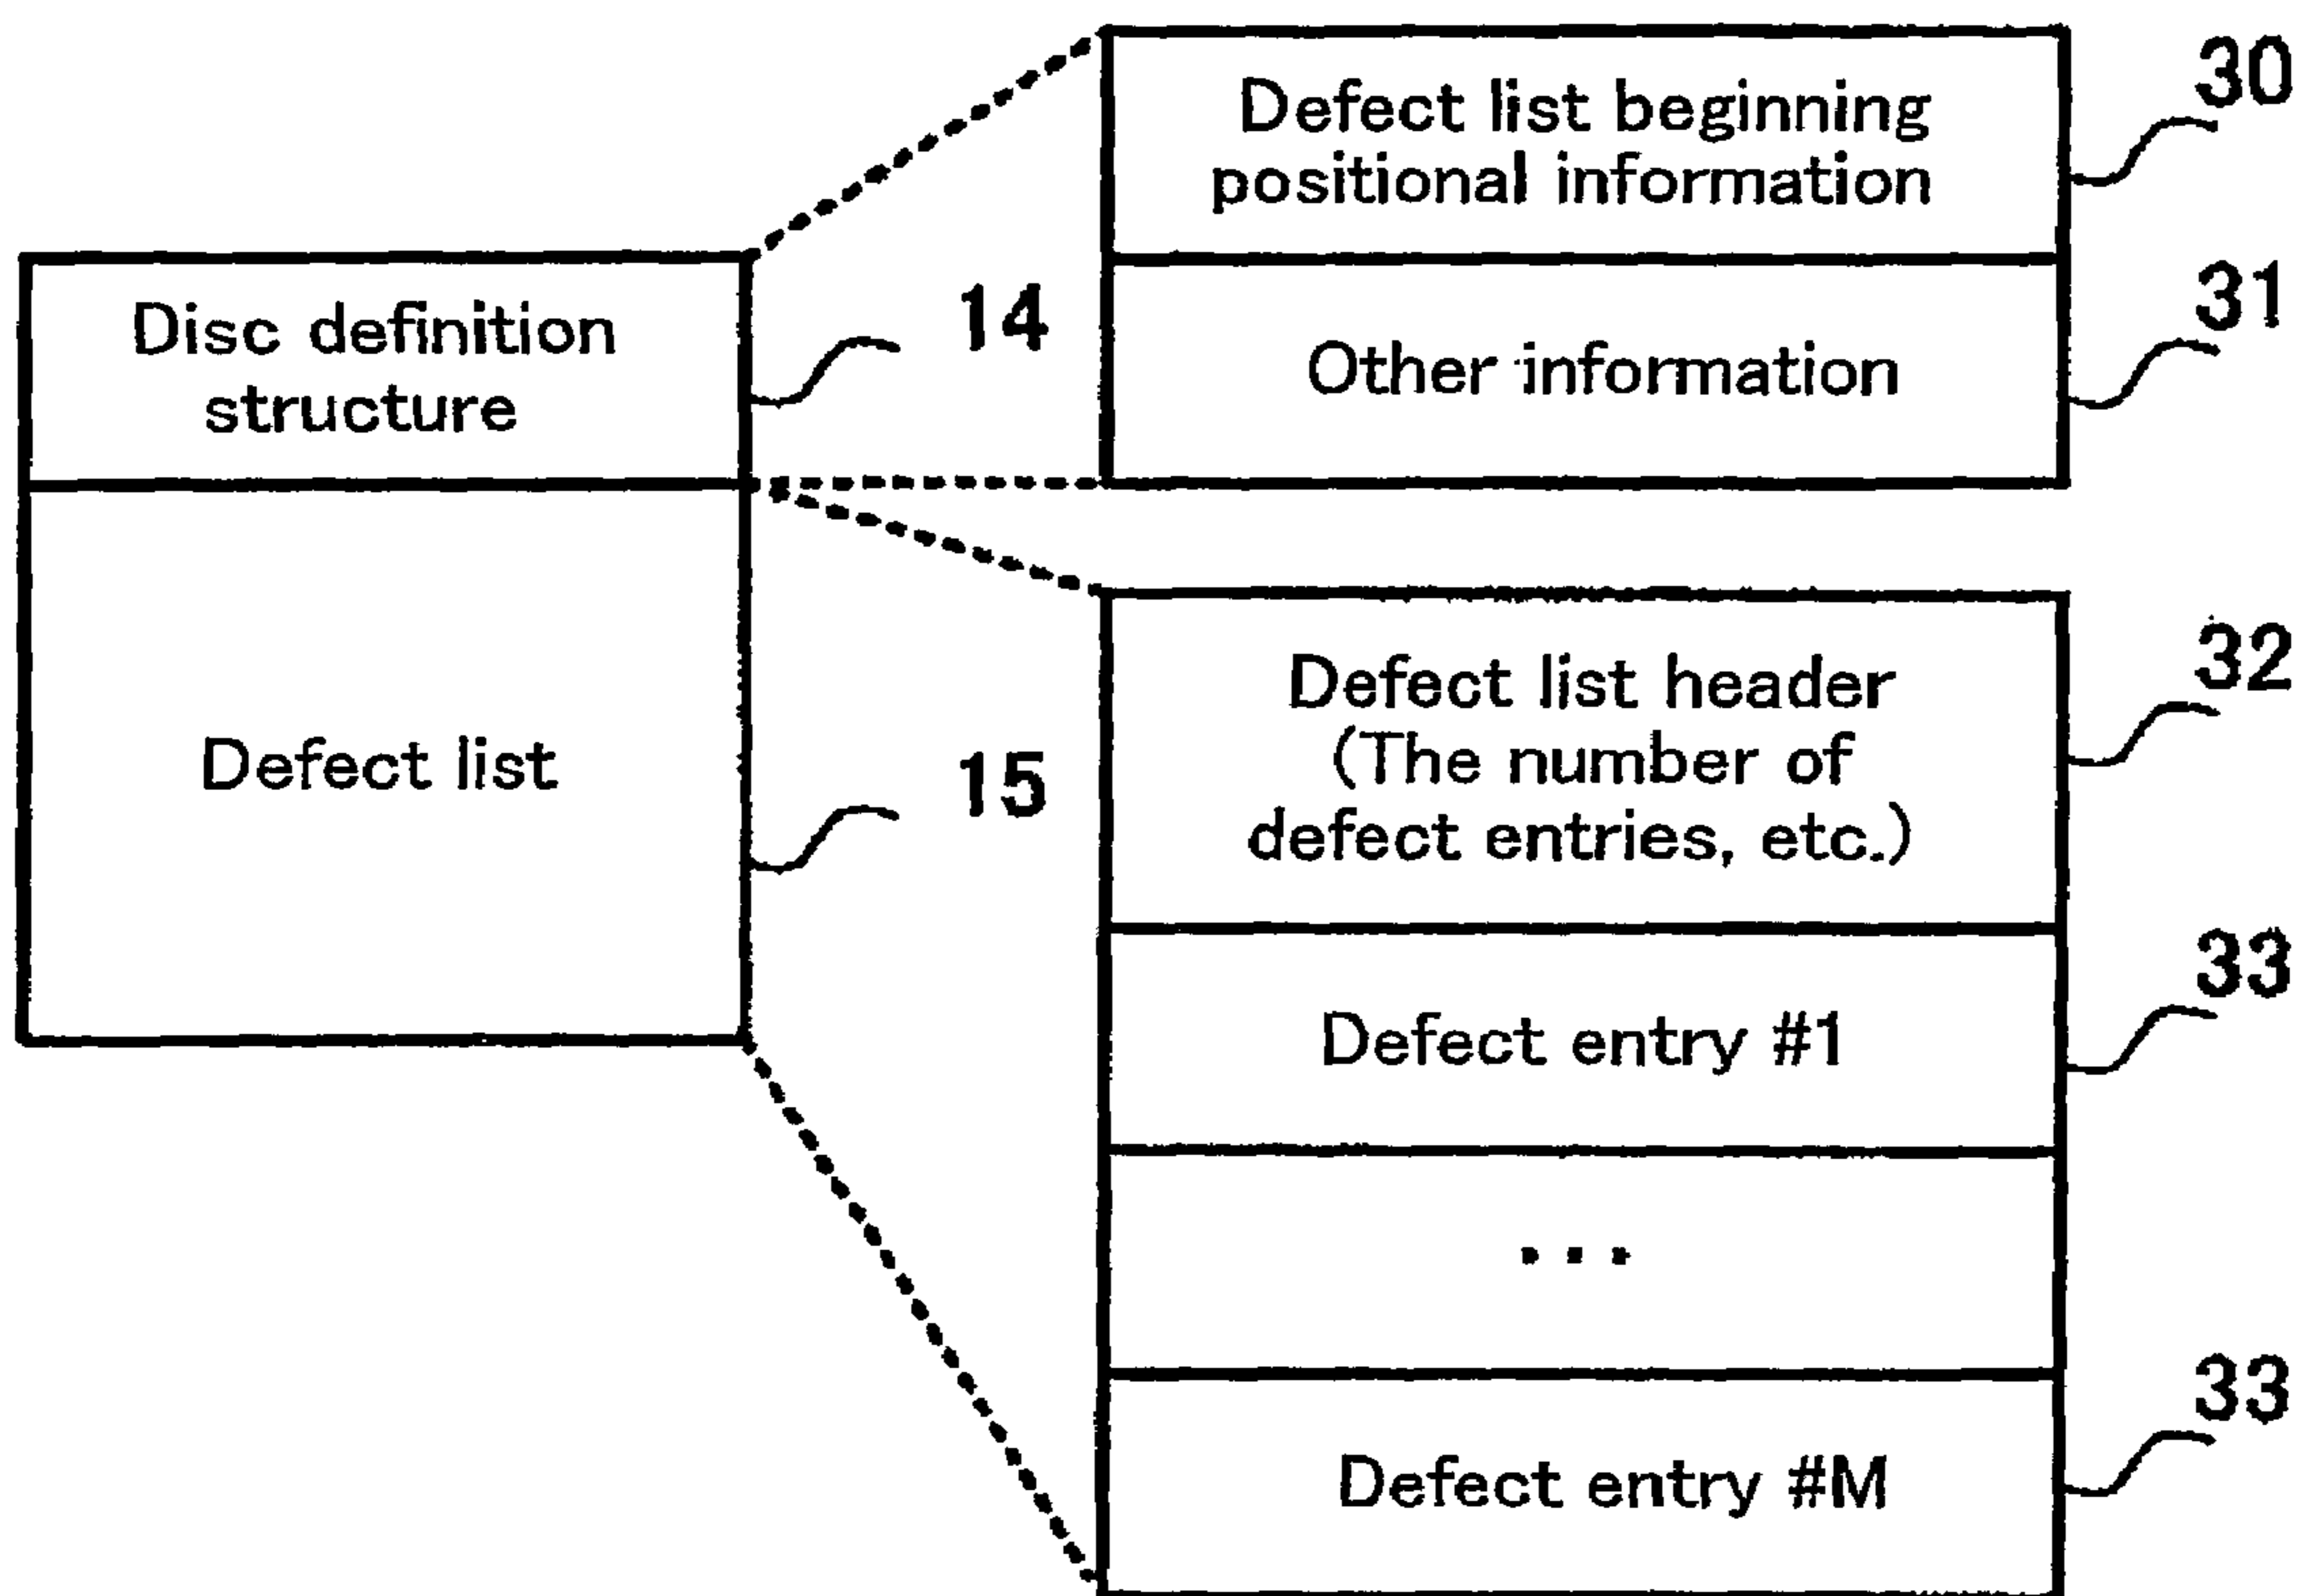 Disc definition
structure
14
Defect list
15
Defect list beginning
positional information
30
Other information
31
Defect list header
(The number of
defect entries, etc.)
32
Defect entry #1
33
...
Defect entry #M
33